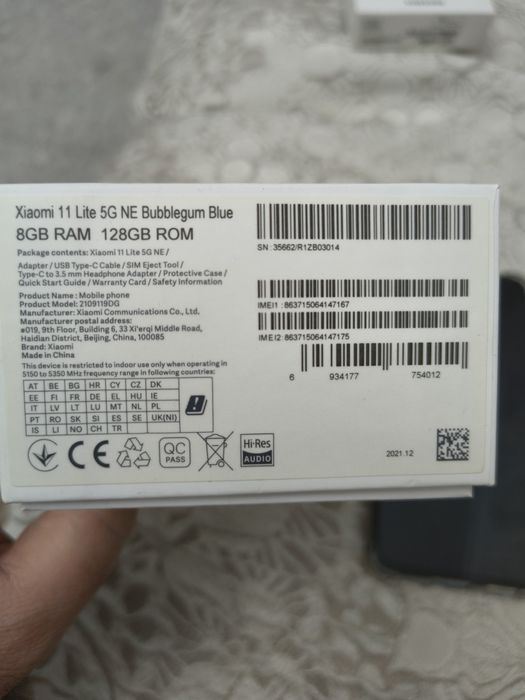 Xiaomi 11 Lite 5G NE Bubblegum Blue
8GB RAM 128GB ROM
Package contents: Xiaomi 11 Lite 5G NE /
Adapter / USB Type-C Cable / SIM Eject Tool /
Type-C to 3.5 mm Headphone Adapter / Protective Case /
Quick Start Guide / Warranty Card / Safety Information
Product Name : Mobile phone
Product Model: 2109119DG
Manufacturer: Xiaomi Communications Co., Ltd.
Manufacturer postal address:
#019, 9th Floor, Building 6, 33 Xi'erqi Middle Road,
Haidian District, Beijing, China, 100085
Brand: Xiaomi
Made in China
This device is restricted to indoor use only when operating in
5150 to 5350 MHz frequency range in following countries:
AT BE BG HR CY CZ DK
EE FI FR DE EL HU IE
IT LV LT LU MT NL PL
PT RO SK SI ES SE UK(NI)
IS LI NO CH TR
CE
QC
PASS
Hi-Res
AUDIO
SN :35662/R1ZB03014
IMEI1 :863715064147167
IMEI2:863715064147175
6 934177 754012
2021.12